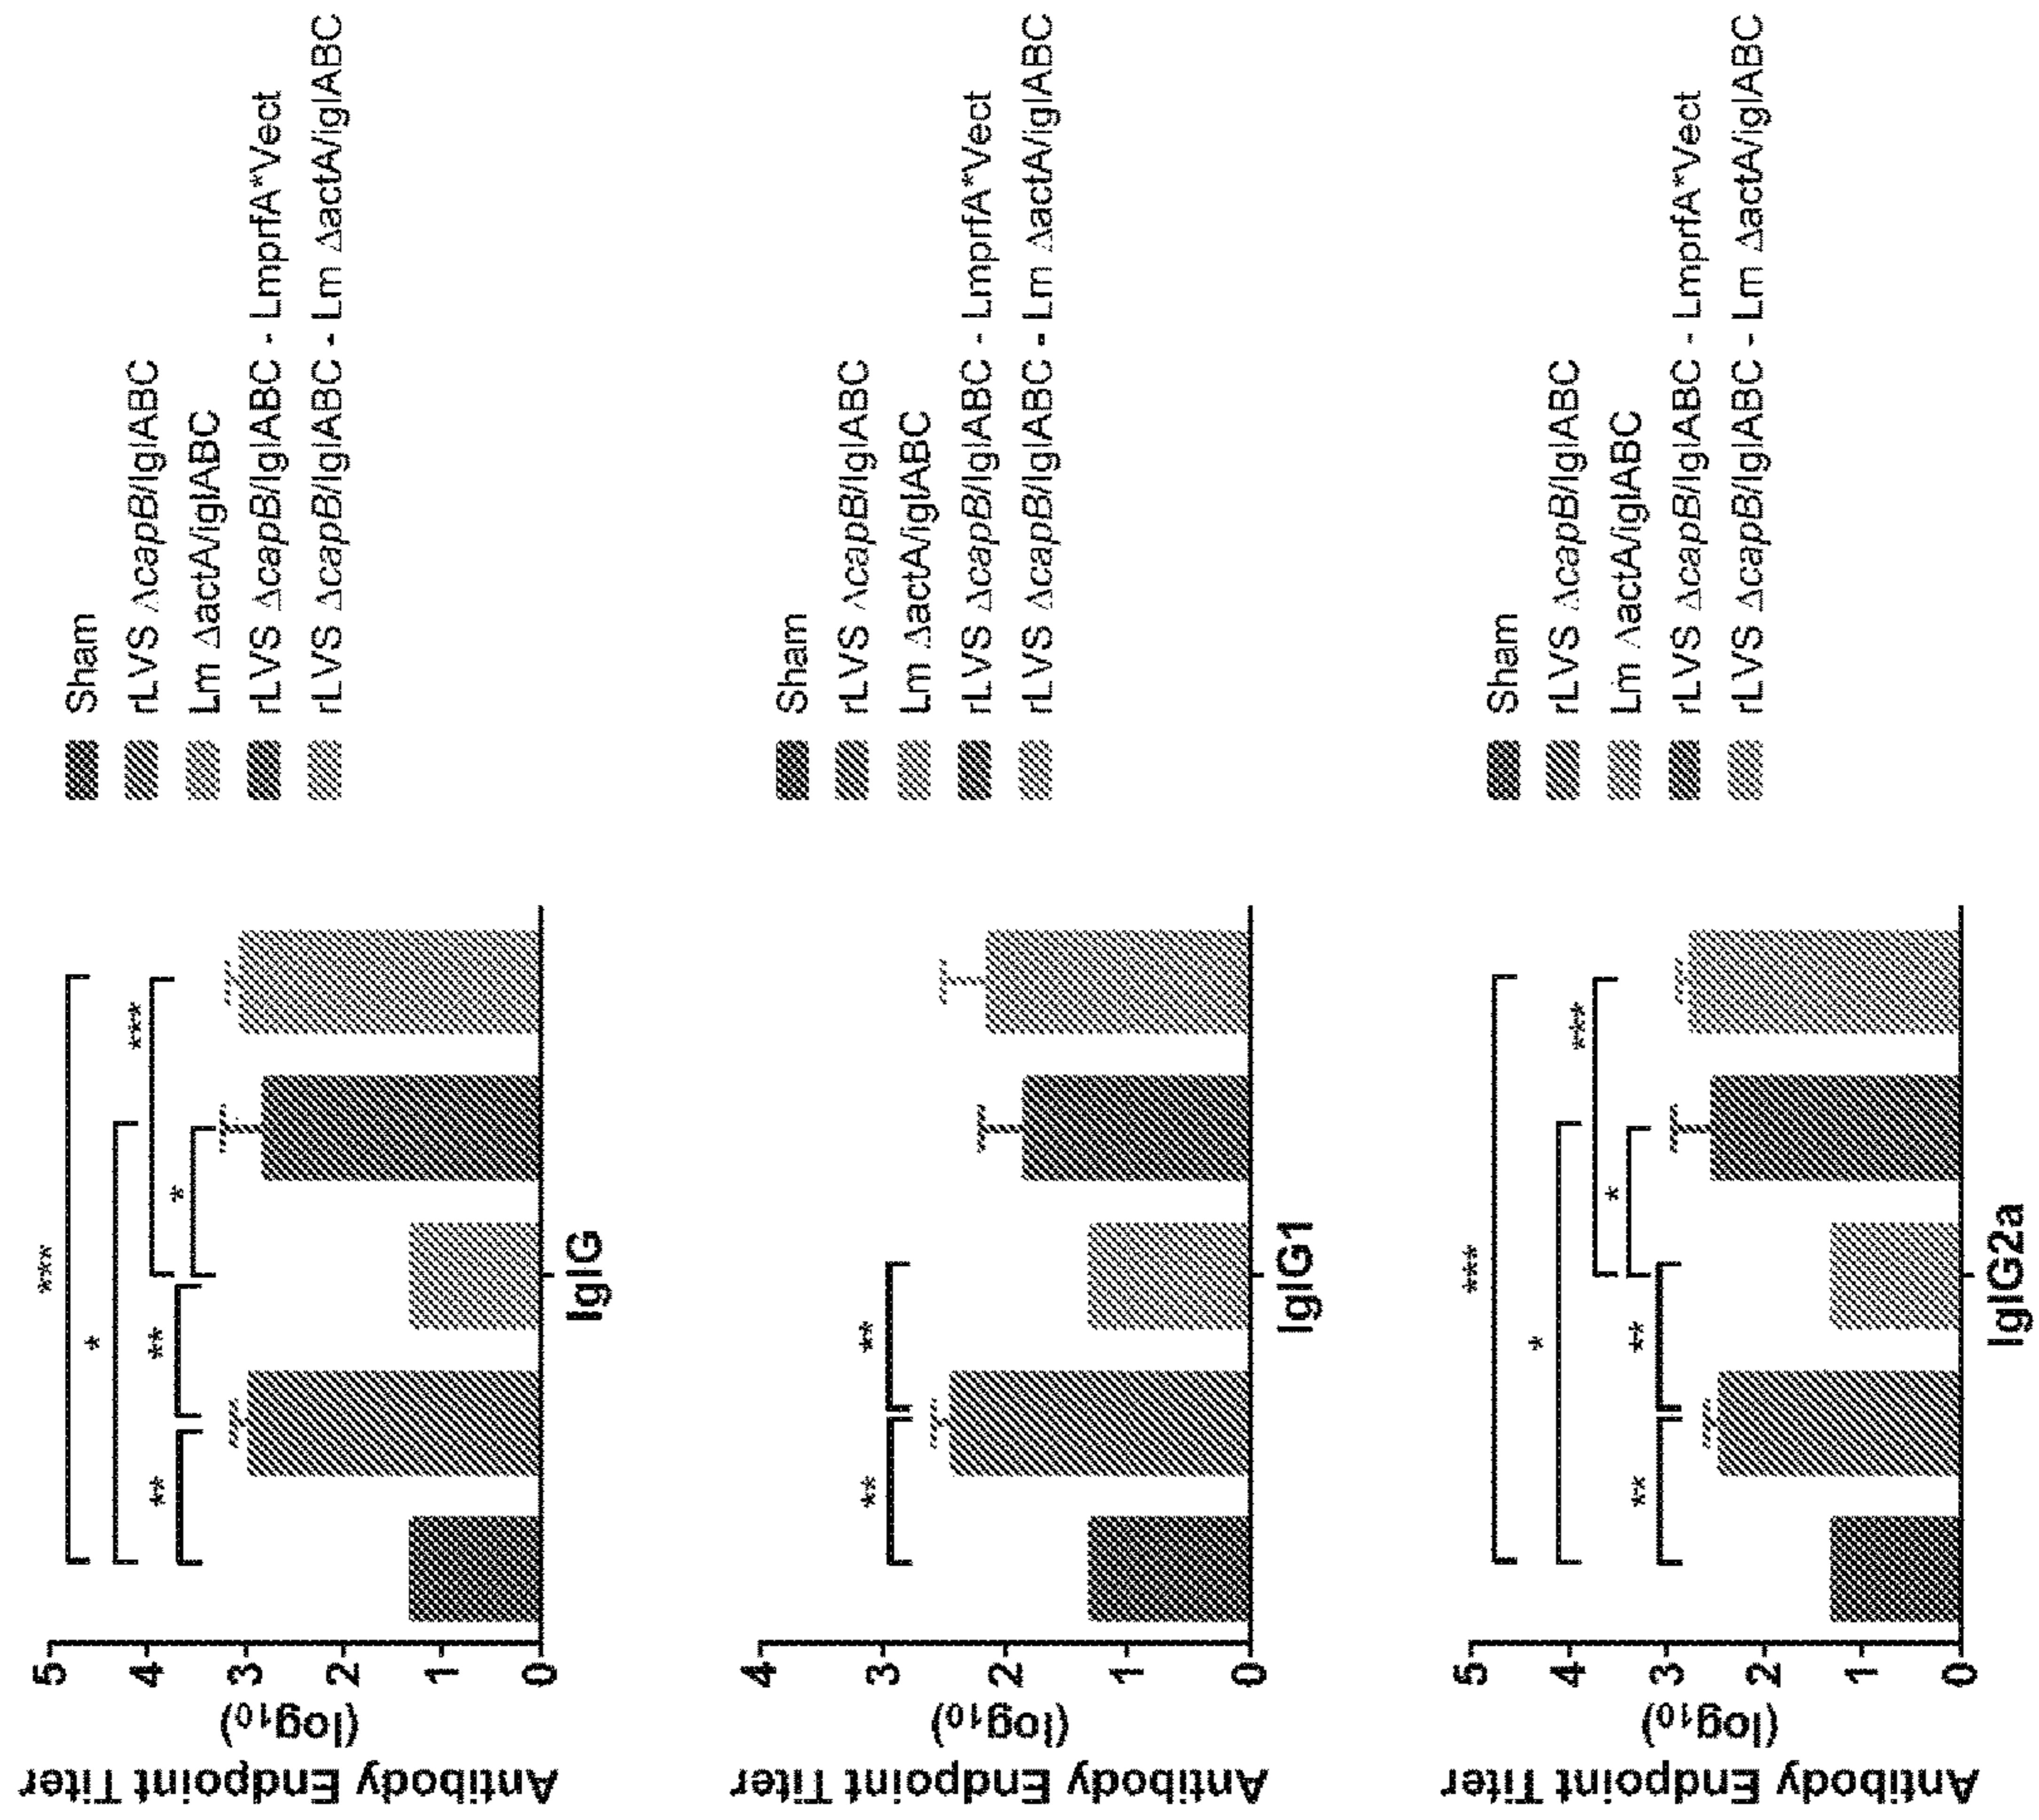 Antibody Endpoint Titer
(log₁₀)
5
4
3
2
1
0
***
*
***
**
**
*
IgIG
Sham
rLVS ΔcapB/IglABC
Lm ΔactA/iglABC
rLVS ΔcapB/IglABC - LmprfA*Vect
rLVS ΔcapB/IglABC - Lm ΔactA/iglABC
Antibody Endpoint Titer
(log₁₀)
4
3
2
1
0
**
**
IgIG1
Sham
rLVS ΔcapB/IglABC
Lm ΔactA/iglABC
rLVS ΔcapB/IglABC - LmprfA*Vect
rLVS ΔcapB/IglABC - Lm ΔactA/iglABC
Antibody Endpoint Titer
(log₁₀)
5
4
3
2
1
0
***
*
***
*
**
**
IgIG2a
Sham
rLVS ΔcapB/IglABC
Lm ΔactA/iglABC
rLVS ΔcapB/IglABC - LmprfA*Vect
rLVS ΔcapB/IglABC - Lm ΔactA/iglABC